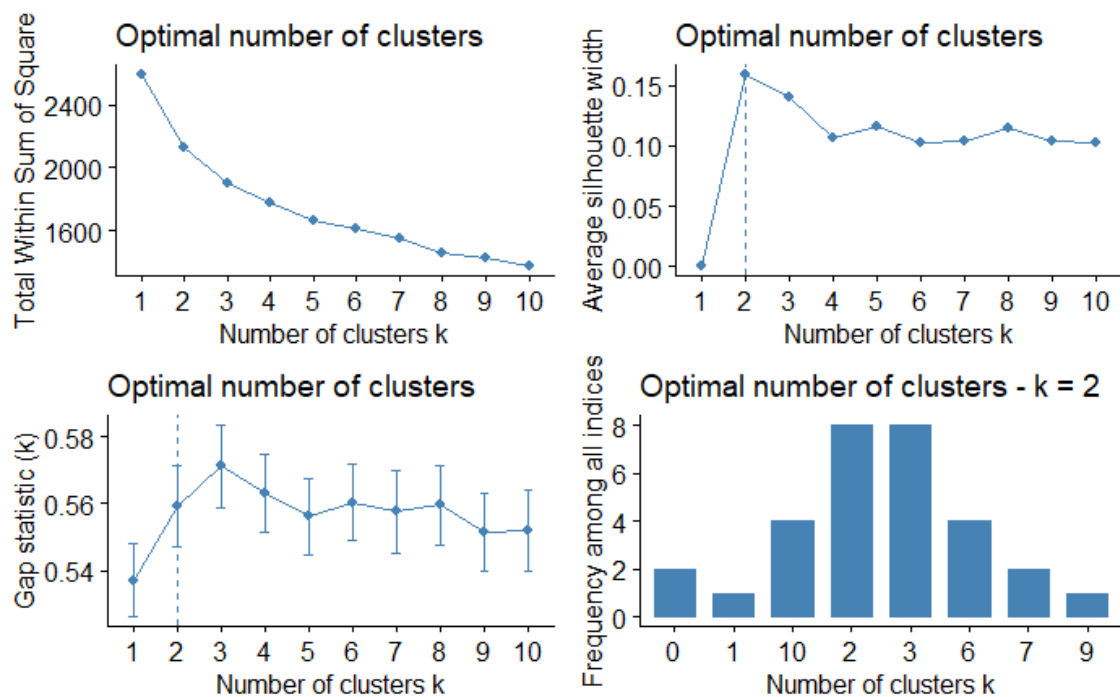 Optimal number of clusters
Total Within Sum of Square
2400
2000
1600
1 2 3 4 5 6 7 8 9 10
Number of clusters k
Optimal number of clusters
Average silhouette width
0.15
0.10
0.05
0.00
1 2 3 4 5 6 7 8 9 10
Number of clusters k
Optimal number of clusters
Gap statistic (k)
0.58
0.56
0.54
1 2 3 4 5 6 7 8 9 10
Number of clusters k
Optimal number of clusters - k = 2
Frequency among all indices
8
6
4
2
0
0 1 10 2 3 6 7 9
Number of clusters k